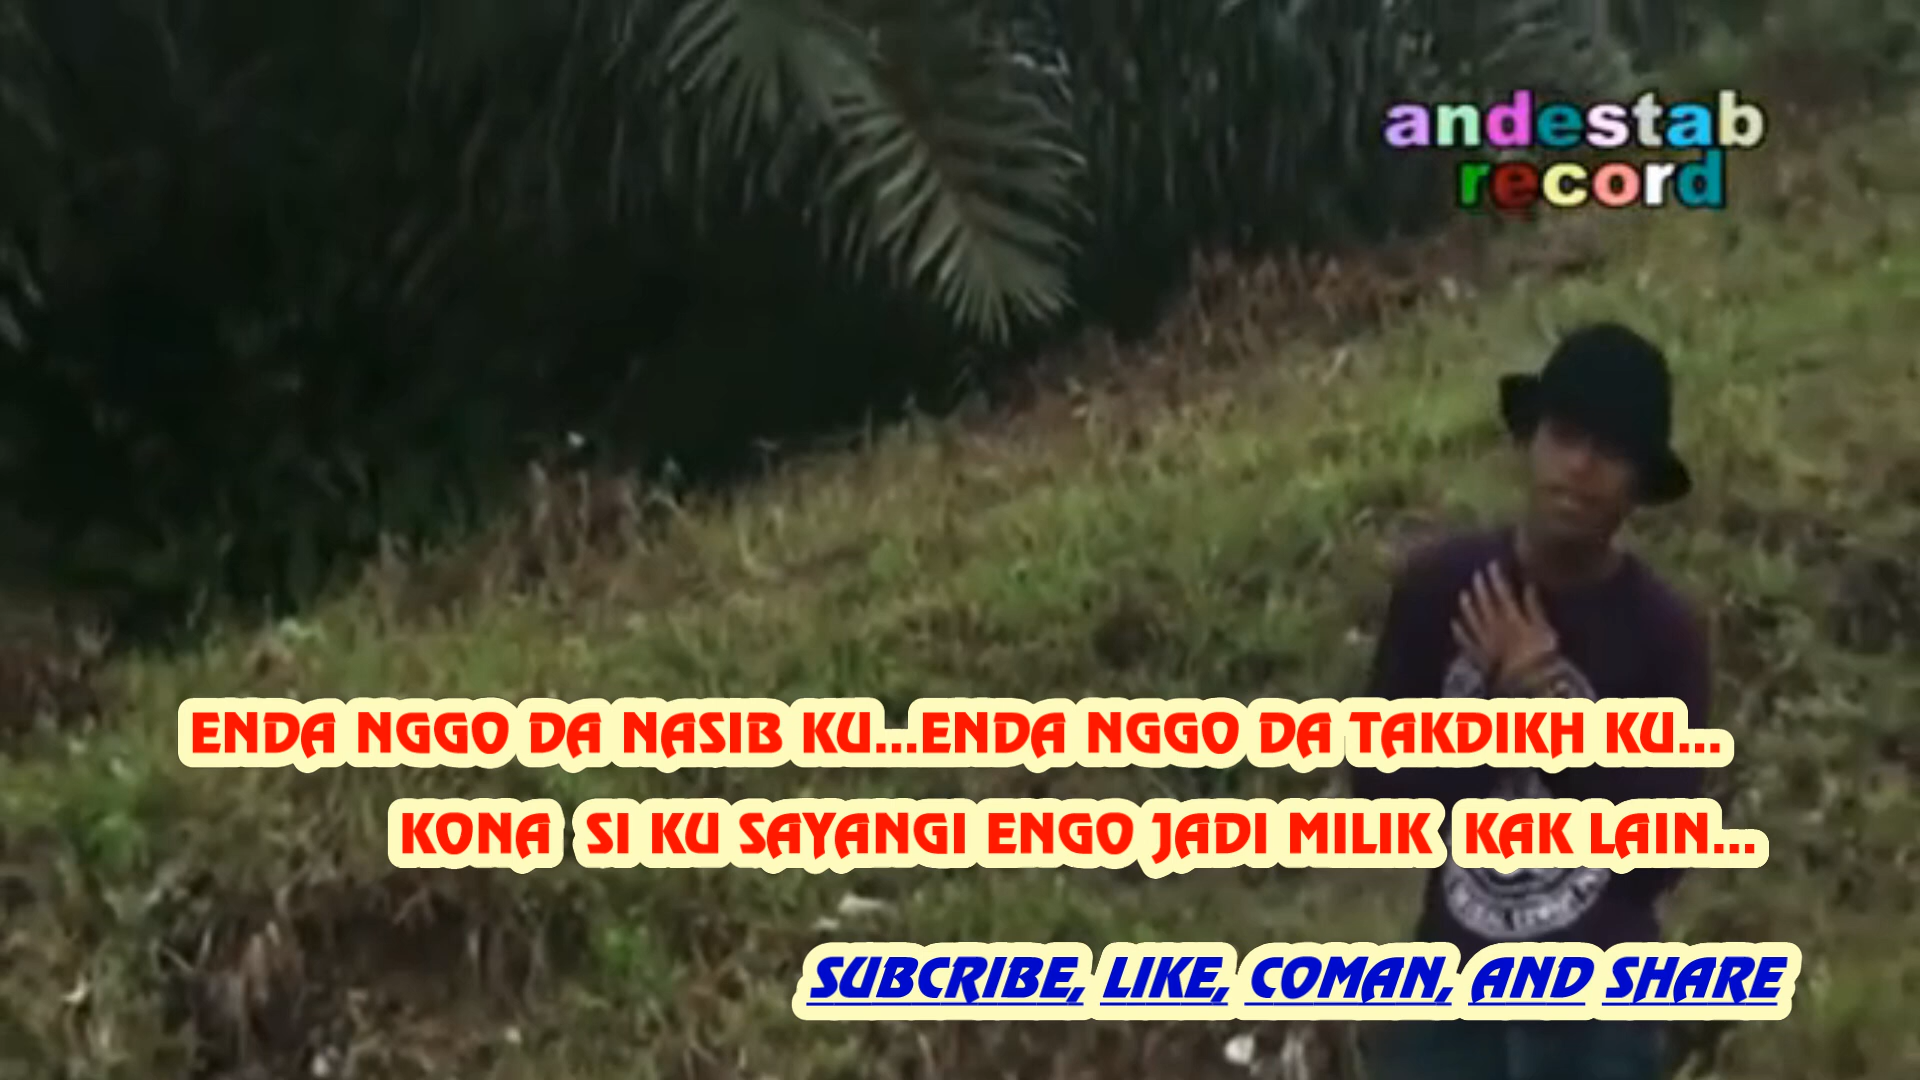 andestab
record
ENDA NGGO DA NASIB KU...ENDA NGGO DA TAKDIKH KU...
KONA SI KU SAYANGI ENGO JADI MILIK KAK LAIN...
SUBCRIBE, LIKE, COMAN, AND SHARE